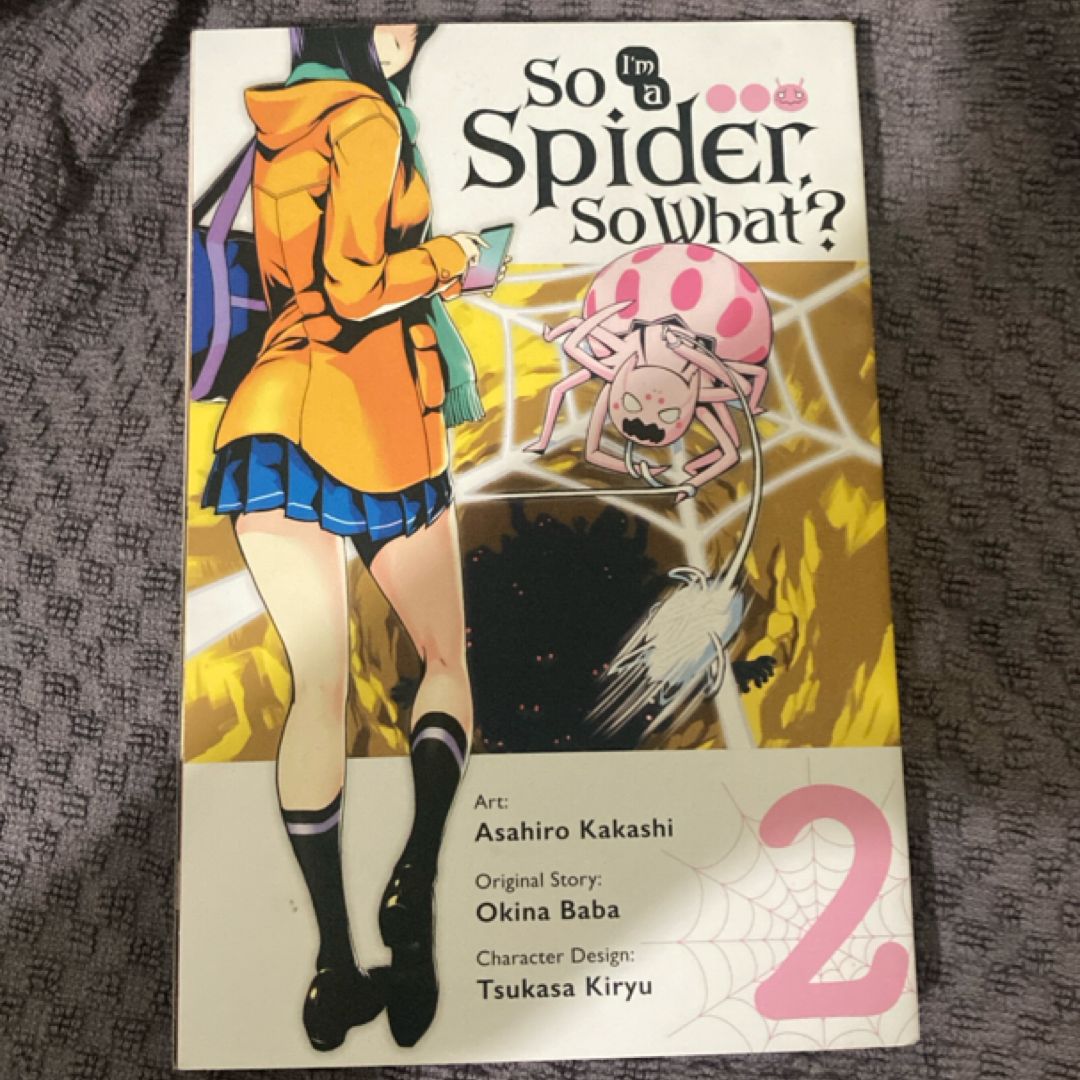 So I'm a
Spider,
So What?
Art:
Asahiro Kakashi
Original Story:
Okina Baba
Character Design:
Tsukasa Kiryu
2